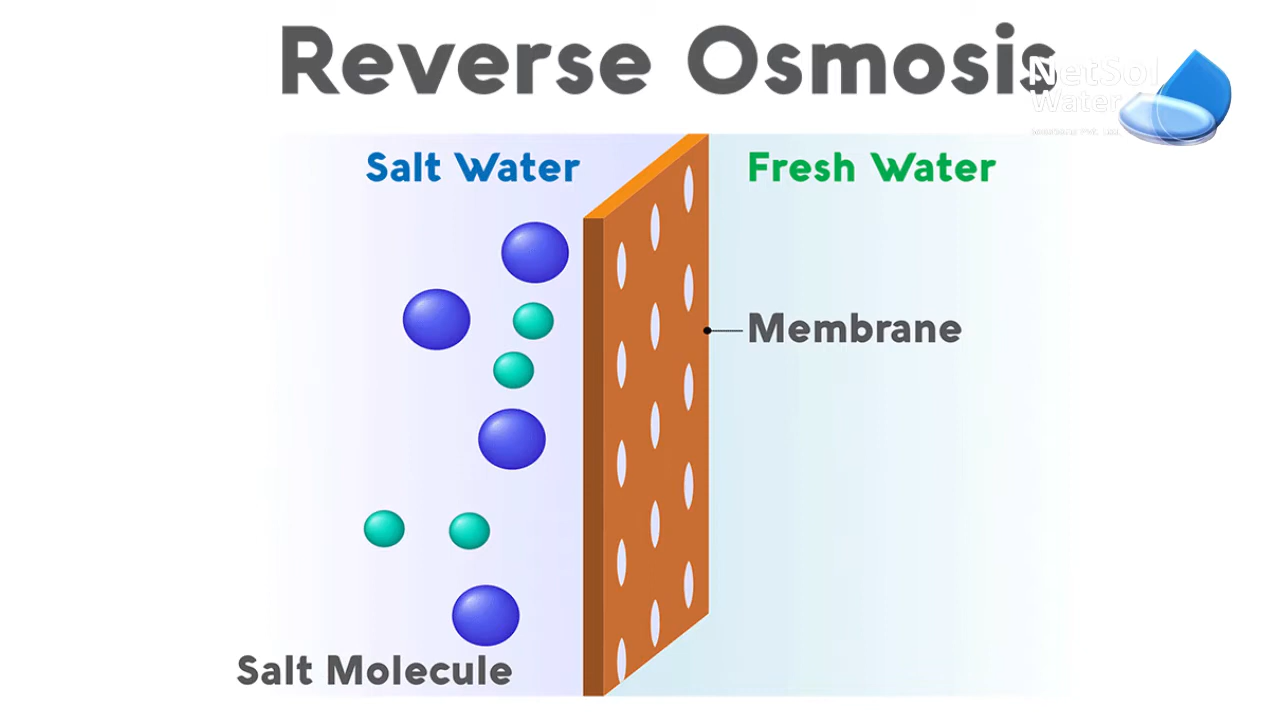 Reverse Osmosis
NetSol
Water
Salt Water
Fresh Water
Membrane
Salt Molecule